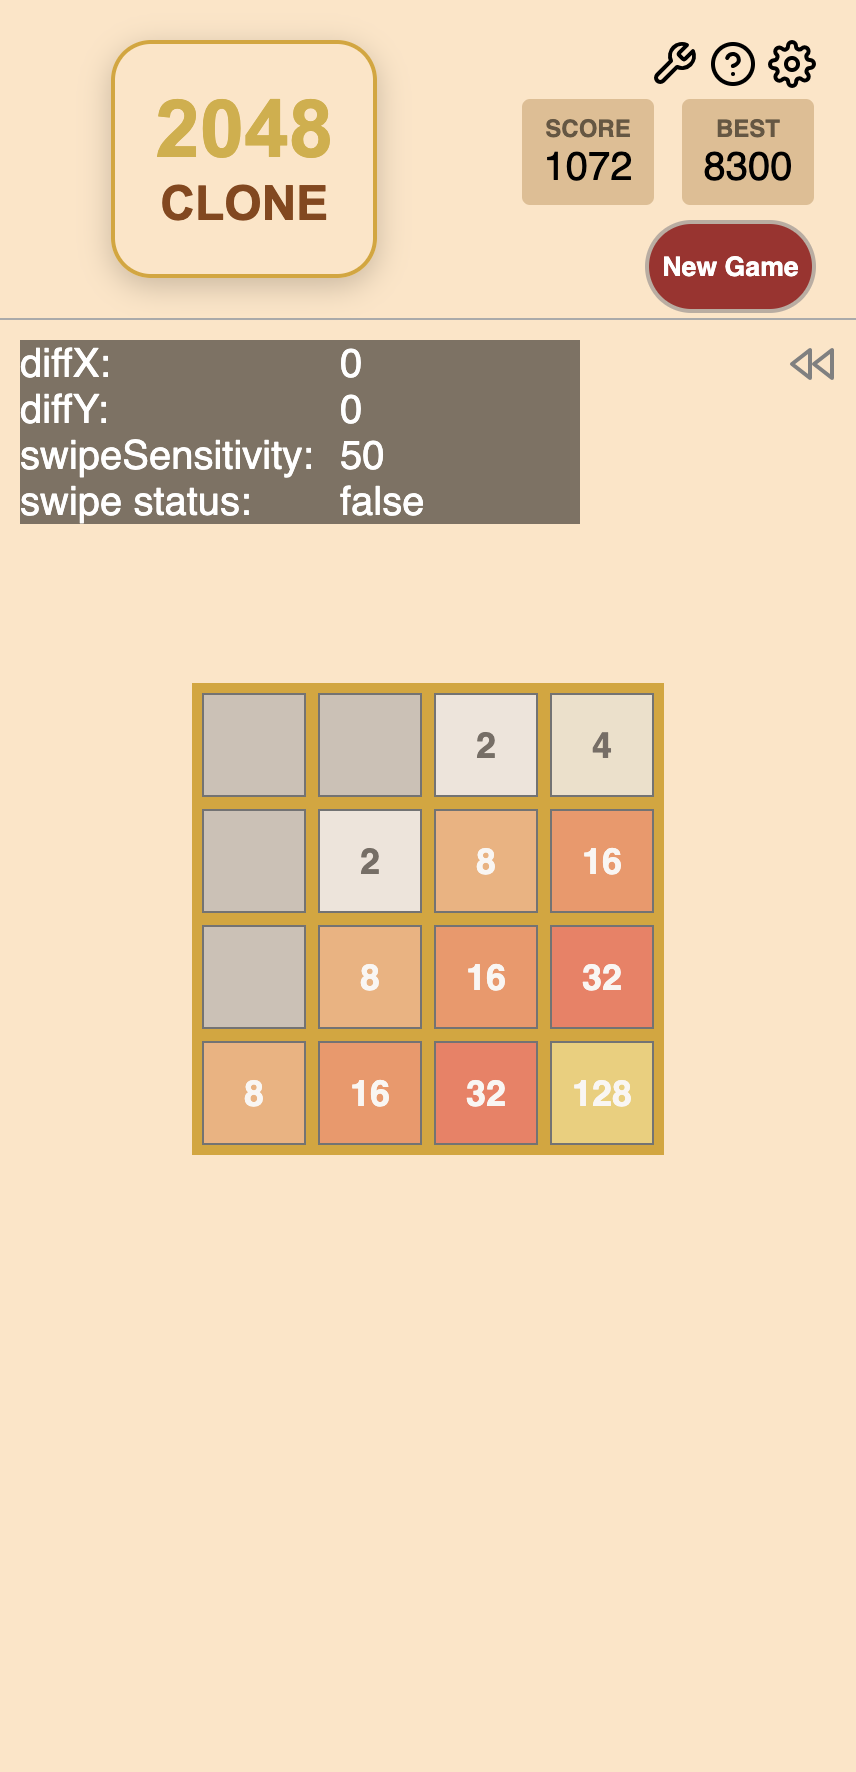 2048
CLONE
SCORE
1072
BEST
8300
New Game
diffX: 0
diffY: 0
swipeSensitivity: 50
swipe status: false
2 4
2 8 16
8 16 32
8 16 32 128